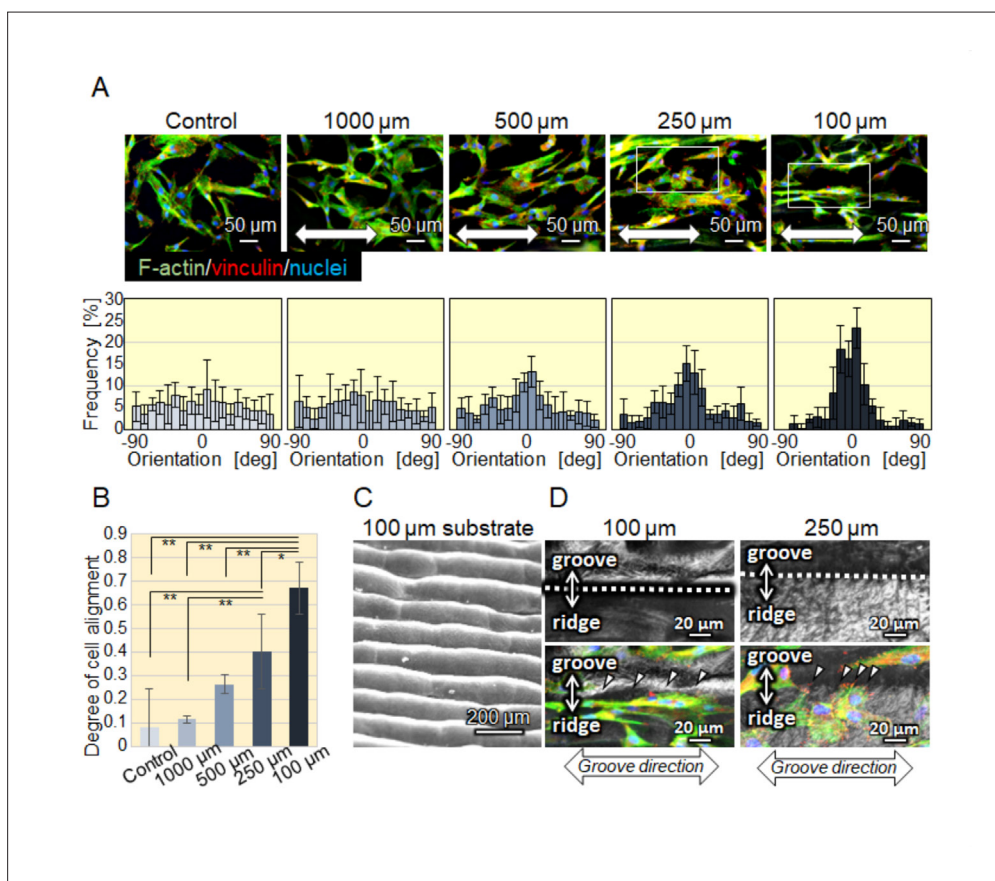 A
Control 1000 µm 500 µm 250 µm 100 µm
50 µm 50 µm 50 µm 50 µm 50 µm
F-actin/vinculin/nuclei
Frequency [%]
30
25
20
15
10
5
0
-90 0 90 -90 0 90 -90 0 90 -90 0 90 -90 0 90
Orientation [deg] Orientation [deg] Orientation [deg] Orientation [deg] Orientation [deg]
B
Degree of cell alignment
0.9
0.8
0.7
0.6
0.5
0.4
0.3
0.2
0.1
0
** ** ** *
** **
Control 1000 µm 500 µm 250 µm 100 µm
C
100 µm substrate
200 µm
D
100 µm 250 µm
groove groove
ridge ridge
20 µm 20 µm
groove groove
ridge ridge
20 µm 20 µm
Groove direction Groove direction